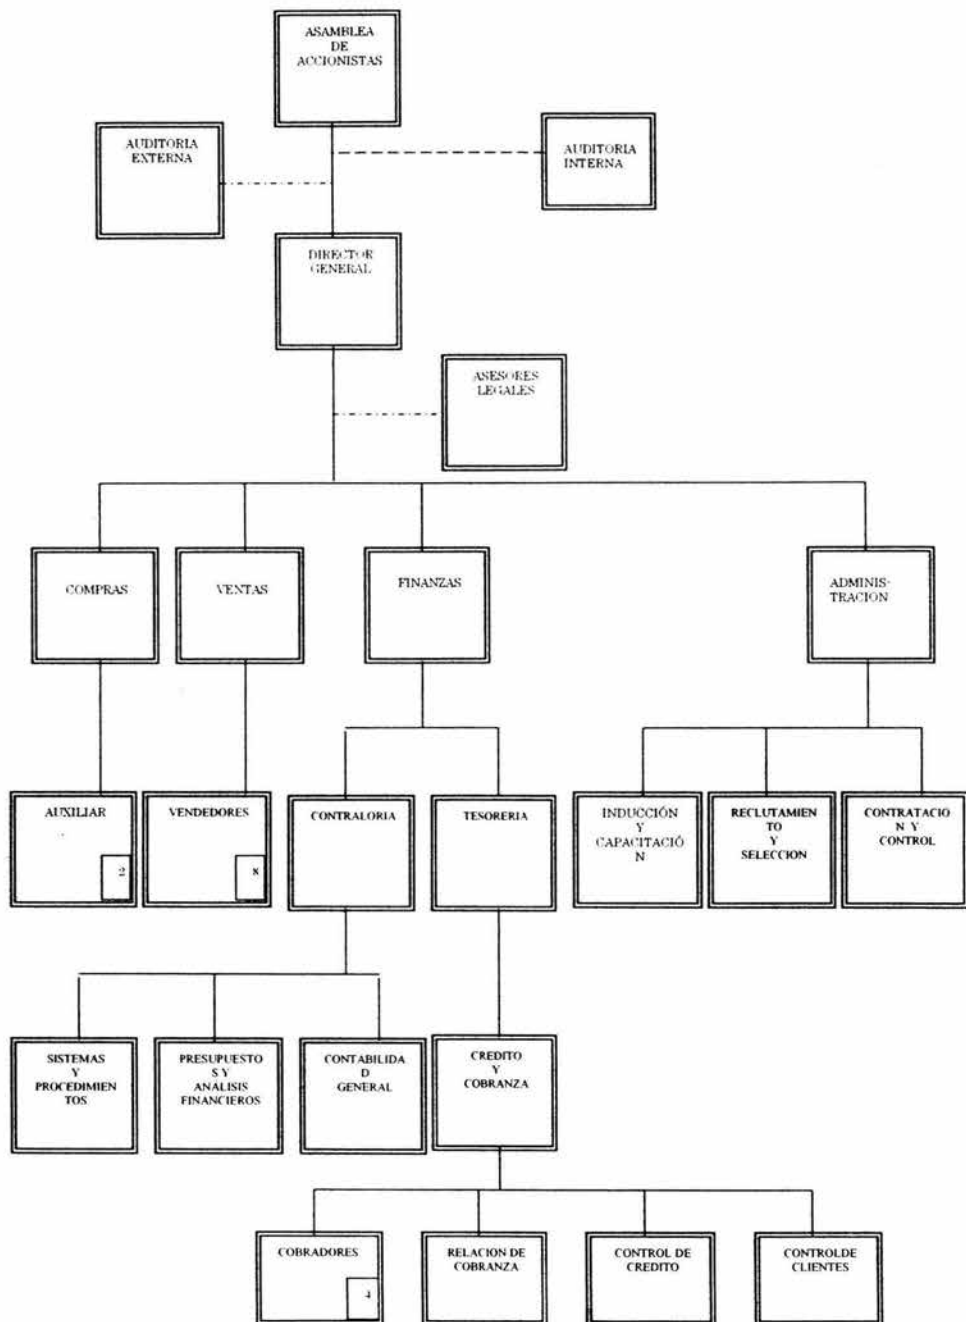 ASAMBLEA
DE
ACCIONISTAS
AUDITORIA
EXTERNA
AUDITORIA
INTERNA
DIRECTOR
GENERAL
ASESORES
LEGALES
COMPRAS
VENTAS
FINANZAS
ADMINIS-
TRACION
AUXILIAR
2
VENDEDORES
8
CONTRALORIA
TESORERIA
INDUCCIÓN
Y
CAPACITACIÓ
N
RECLUTAMIE
NTO
Y
SELECCION
CONTRATACIO
N Y
CONTROL
SISTEMAS
Y
PROCEDIMIEN
TOS
PRESUPUESTO
S Y
ANALISIS
FINANCIEROS
CONTABILIDA
D
GENERAL
CREDITO
Y
COBRANZA
COBRADORES
4
RELACION DE
COBRANZA
CONTROL DE
CREDITO
CONTROLDE
CLIENTES